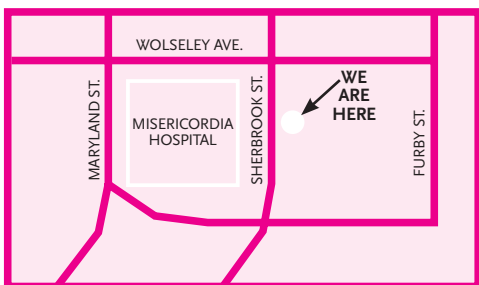 WOLSELEY AVE.
MARYLAND ST.
MISERICORDIA
HOSPITAL
SHERBROOK ST.
WE
ARE
HERE
FURBY ST.